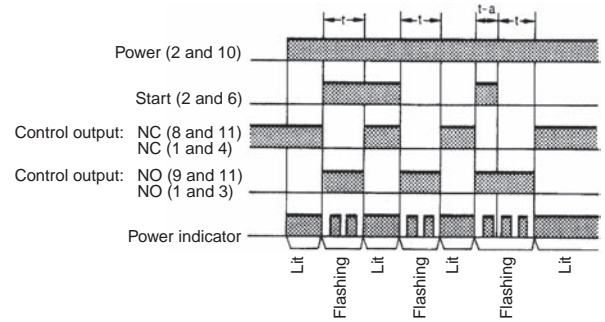 t
t
t-a
t
Power (2 and 10)
Start (2 and 6)
Control output: NC (8 and 11)
NC (1 and 4)
Control output: NO (9 and 11)
NO (1 and 3)
Power indicator
Lit
Flashing
Lit
Flashing
Lit
Flashing
Lit